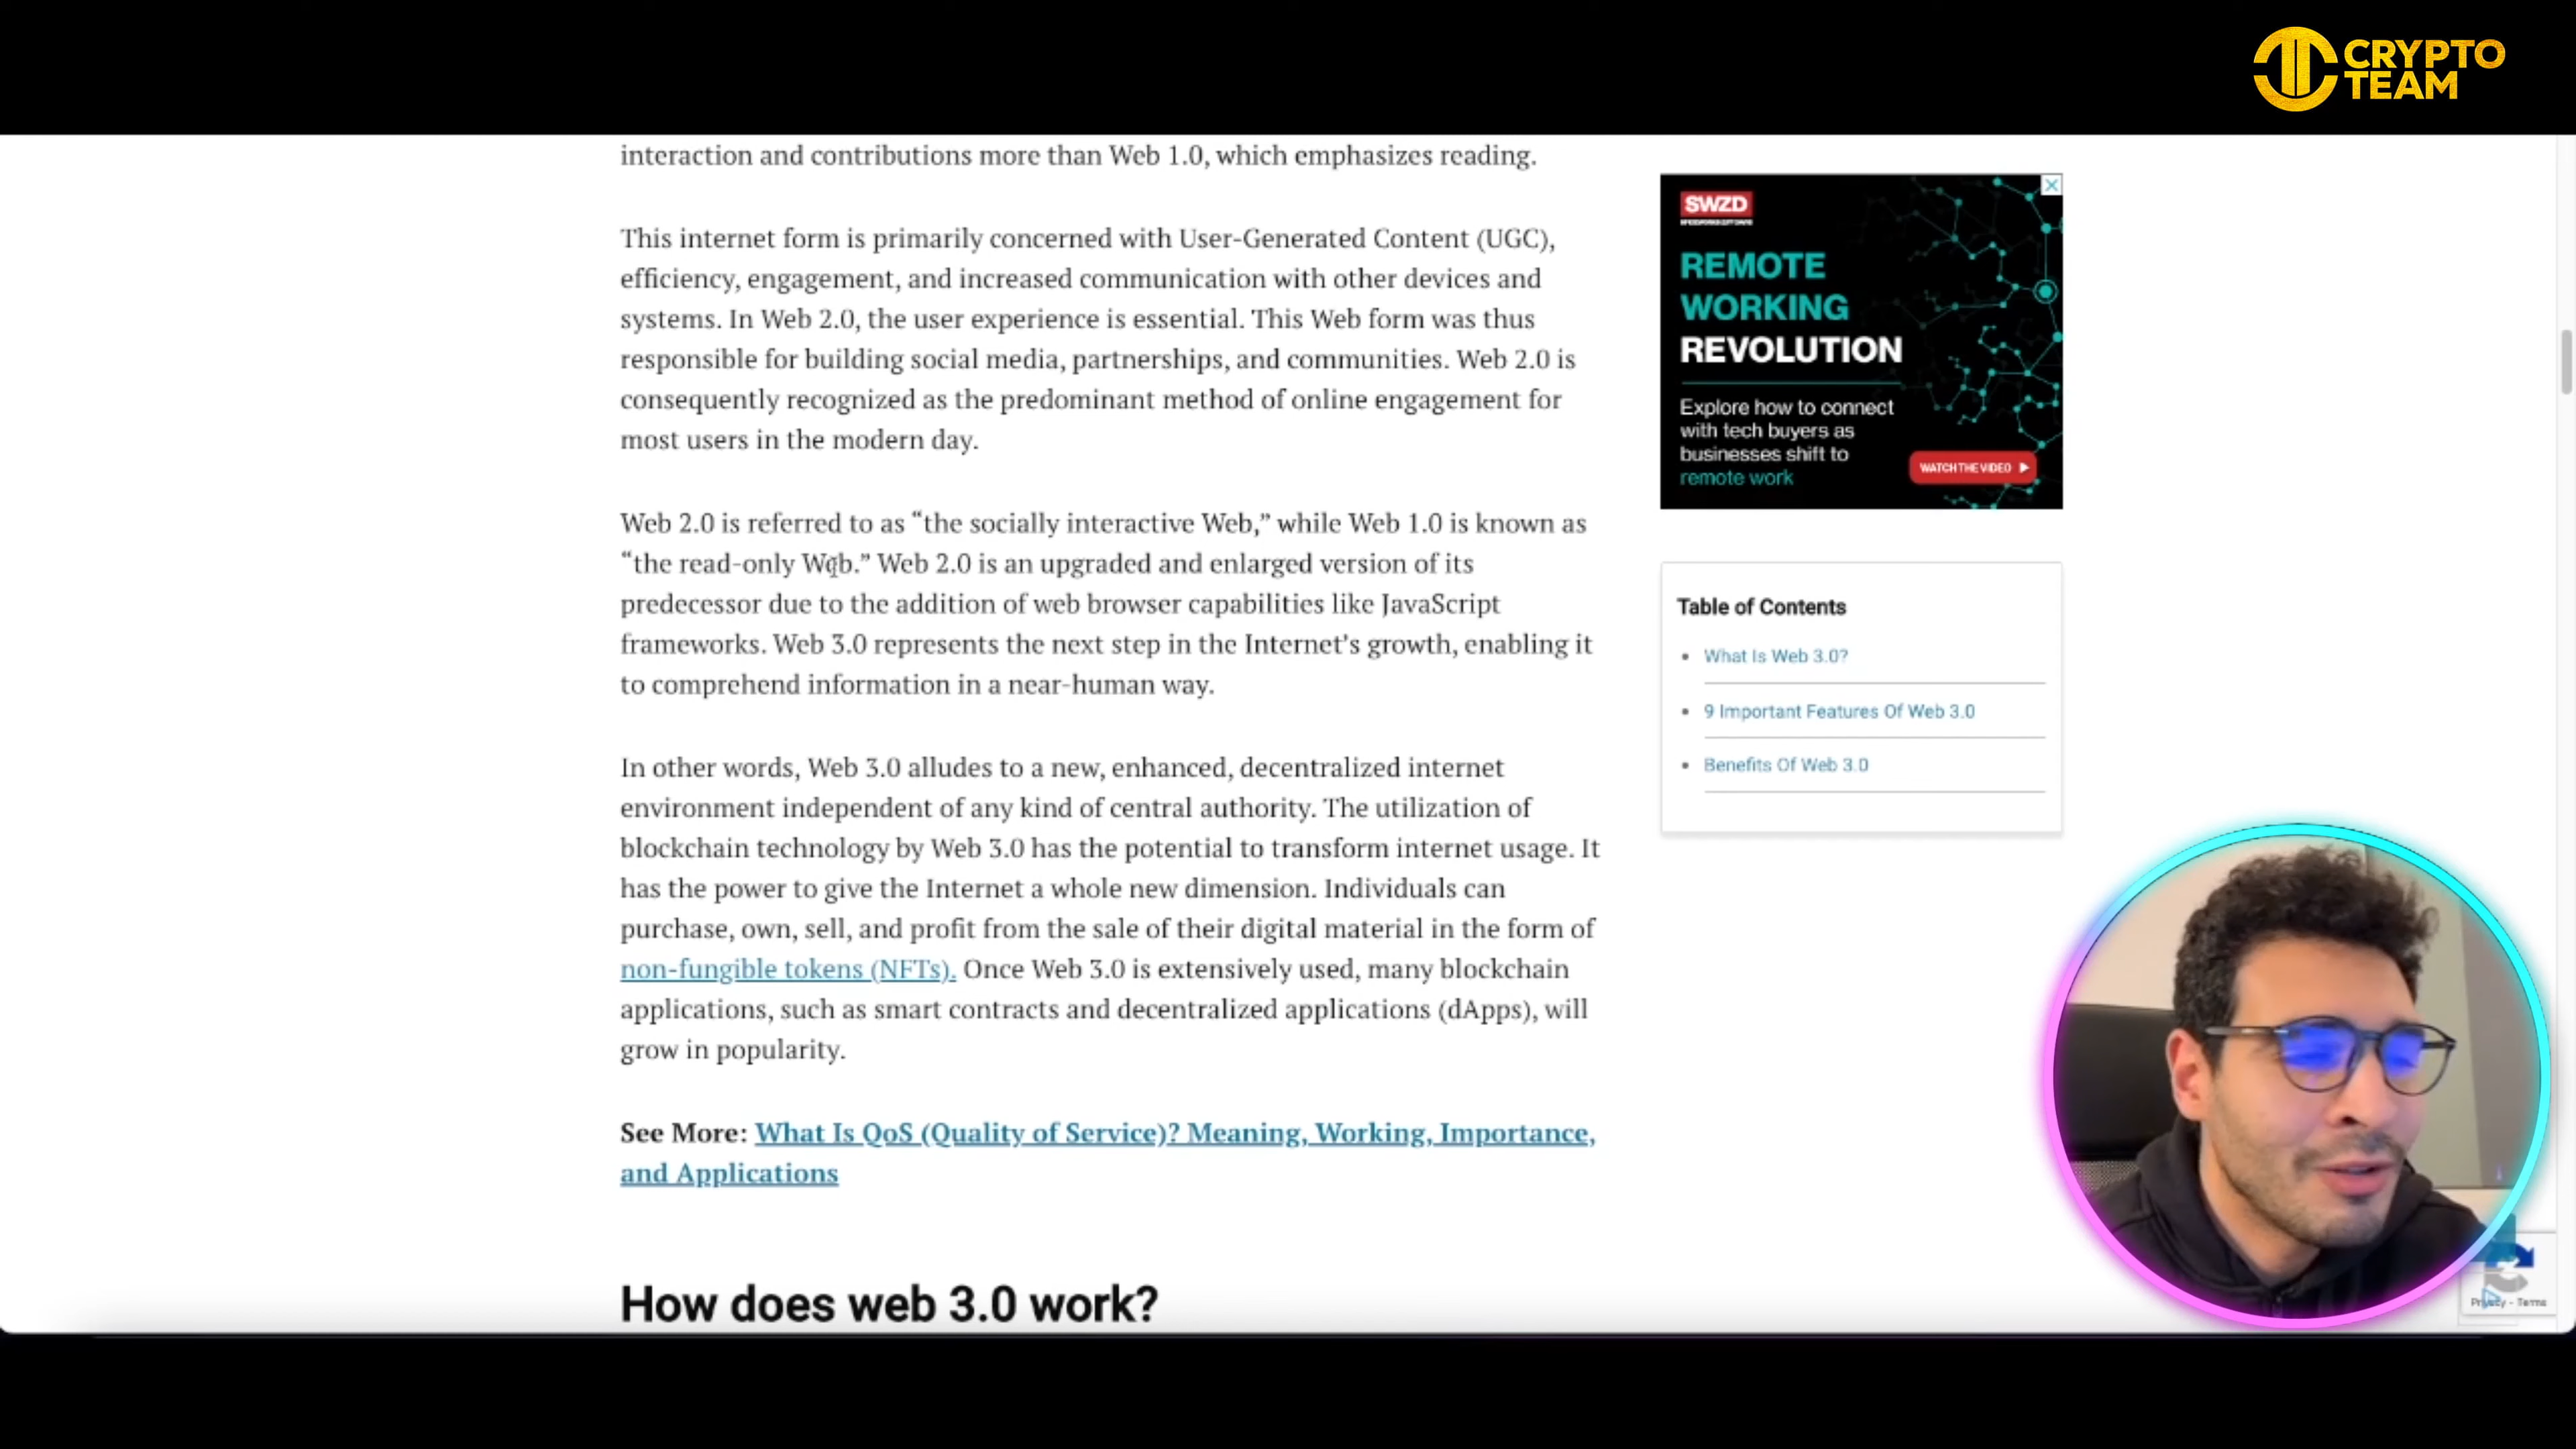 CRYPTO
TEAM
interaction and contributions more than Web 1.0, which emphasizes reading.
This internet form is primarily concerned with User-Generated Content (UGC),
efficiency, engagement, and increased communication with other devices and
systems. In Web 2.0, the user experience is essential. This Web form was thus
responsible for building social media, partnerships, and communities. Web 2.0 is
consequently recognized as the predominant method of online engagement for
most users in the modern day.
Web 2.0 is referred to as “the socially interactive Web,” while Web 1.0 is known as
“the read-only Web.” Web 2.0 is an upgraded and enlarged version of its
predecessor due to the addition of web browser capabilities like JavaScript
frameworks. Web 3.0 represents the next step in the Internet's growth, enabling it
to comprehend information in a near-human way.
In other words, Web 3.0 alludes to a new, enhanced, decentralized internet
environment independent of any kind of central authority. The utilization of
blockchain technology by Web 3.0 has the potential to transform internet usage. It
has the power to give the Internet a whole new dimension. Individuals can
purchase, own, sell, and profit from the sale of their digital material in the form of
non-fungible tokens (NFTs). Once Web 3.0 is extensively used, many blockchain
applications, such as smart contracts and decentralized applications (dApps), will
grow in popularity.
See More: What Is QoS (Quality of Service)? Meaning, Working, Importance,
and Applications
How does web 3.0 work?
SWZD
REMOTE
WORKING
REVOLUTION
Explore how to connect
with tech buyers as
businesses shift to
remote work
WATCH THE VIDEO
Table of Contents
What Is Web 3.0?
9 Important Features Of Web 3.0
Benefits Of Web 3.0
Privacy - Terms